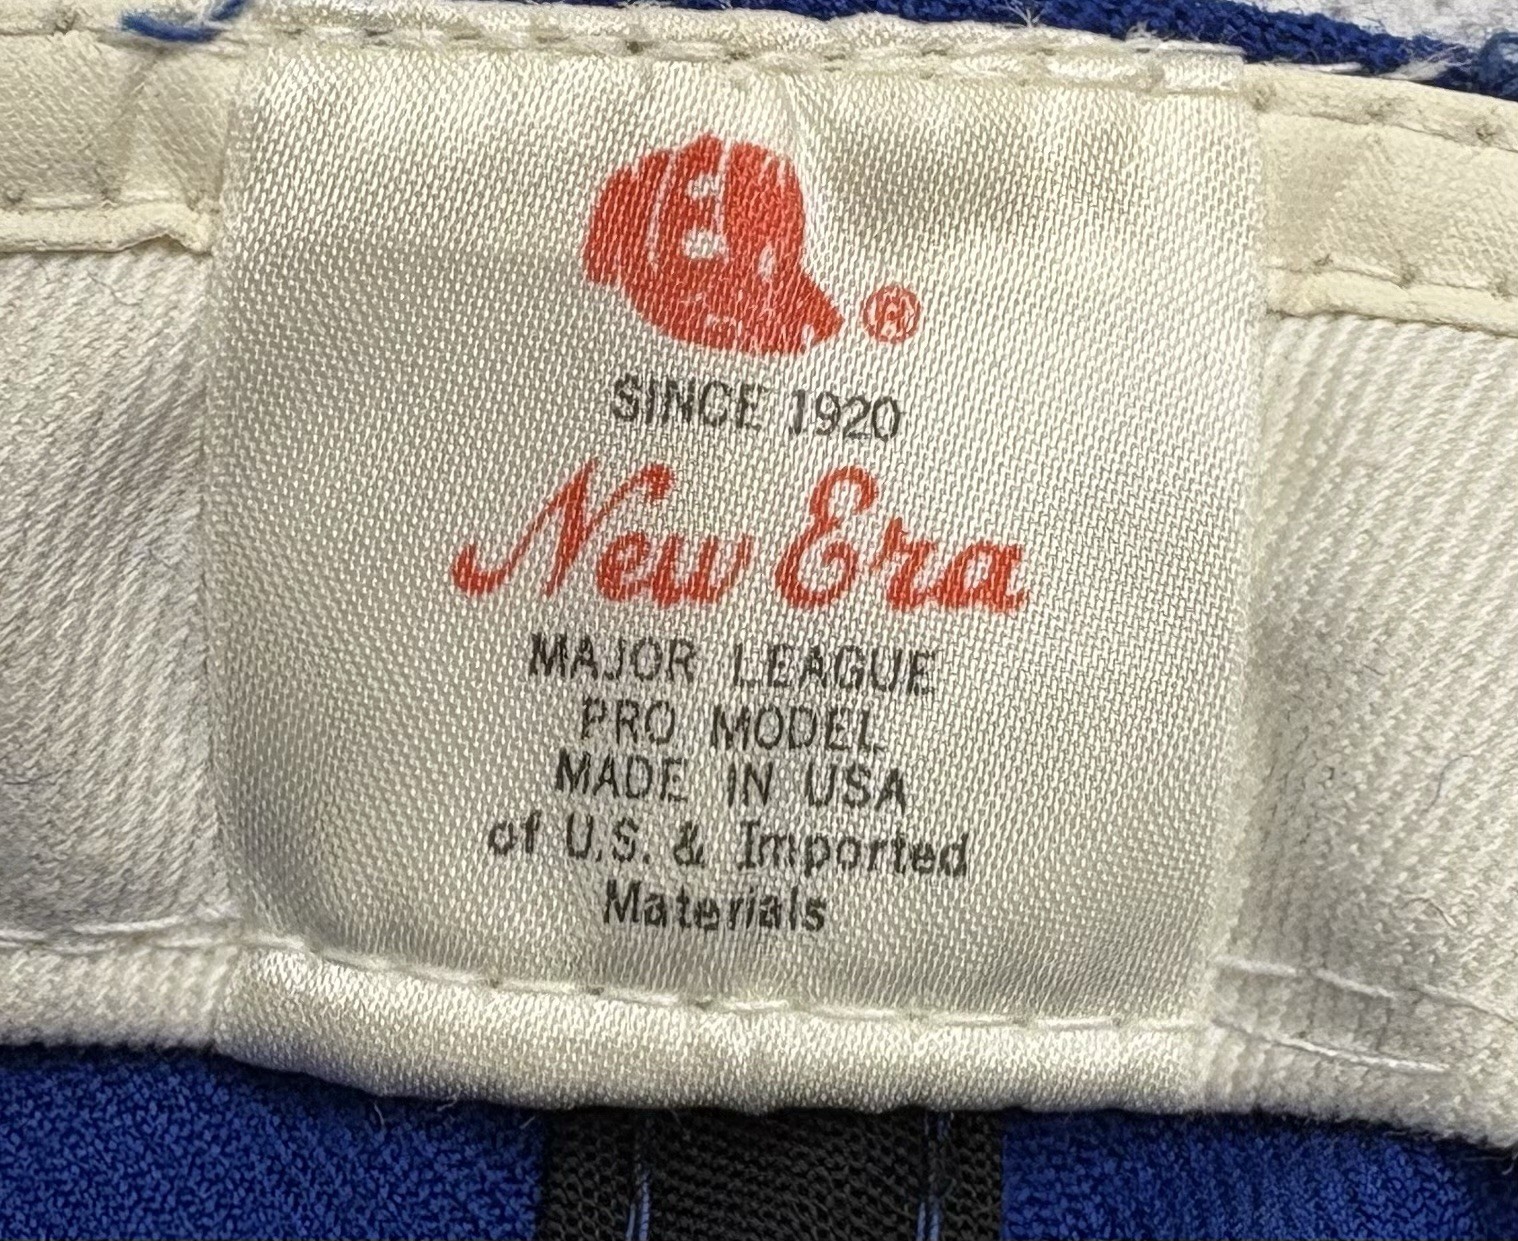 ®
SINCE 1920
New Era
MAJOR LEAGUE
PRO MODEL
MADE IN USA
of U.S. & Imported
Materials